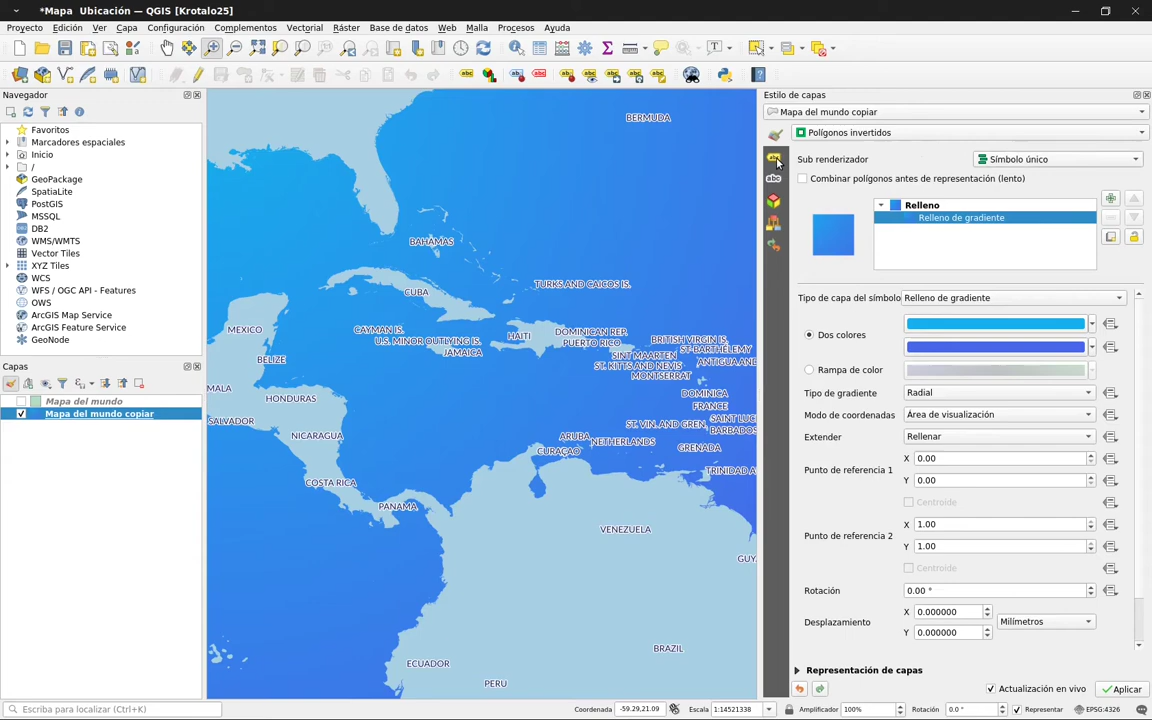 *Mapa Ubicación — QGIS [Krotalo25]
Proyecto Edición Ver Capa Configuración Complementos Vectorial Ráster Base de datos Web Malla Procesos Ayuda
Navegador
Favoritos
Marcadores espaciales
Inicio
/
GeoPackage
SpatiaLite
PostGIS
MSSQL
DB2
WMS/WMTS
Vector Tiles
XYZ Tiles
WCS
WFS / OGC API - Features
OWS
ArcGIS Map Service
ArcGIS Feature Service
GeoNode
Capas
Mapa del mundo
Mapa del mundo copiar
BERMUDA
BAHAMAS
TURKS AND CAICOS IS.
CUBA
MEXICO
CAYMAN IS.
HAITI
DOMINICAN REP.
U.S. MINOR OUTLYING IS.
PUERTO RICO
BRITISH VIRGIN IS.
JAMAICA
SINT MAARTEN
ST-BARTHÉLEMY
BELIZE
ST. KITTS AND NEVIS
ANTIGUA AND
MONTSERRAT
MALA
HONDURAS
DOMINICA
FRANCE
SALVADOR
SAINT LUC
ST. VIN. AND GREN.
BARBADOS
NICARAGUA
ARUBA
NETHERLANDS
CURAÇAO
GRENADA
TRINIDAD A
COSTA RICA
PANAMA
VENEZUELA
GUY
BRAZIL
ECUADOR
PERU
Estilo de capas
Mapa del mundo copiar
Polígonos invertidos
Sub renderizador Símbolo único
Combinar polígonos antes de representación (lento)
Relleno
Relleno de gradiente
Tipo de capa del símbolo Relleno de gradiente
Dos colores
Rampa de color
Tipo de gradiente Radial
Modo de coordenadas Área de visualización
Extender Rellenar
Punto de referencia 1
X 0.00
Y 0.00
Centroide
Punto de referencia 2
X 1.00
Y 1.00
Centroide
Rotación 0.00 °
Desplazamiento
X 0.000000
Y 0.000000
Milímetros
Representación de capas
Actualización en vivo Aplicar
Escriba para localizar (Ctrl+K) Coordenada -59.29,21.09 Escala 1:14521338 Amplificador 100% Rotación 0.0 ° Representar EPSG:4326